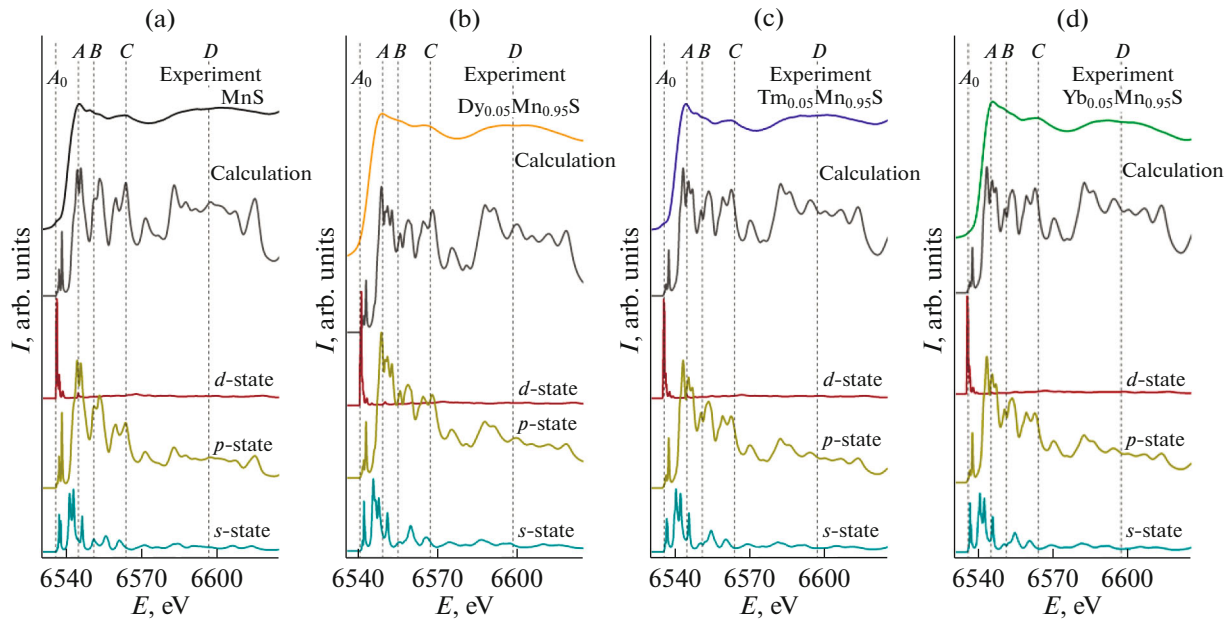 (a)
A B C D
A₀ Experiment
MnS
Calculation
d-state
p-state
s-state
I, arb. units
6540 6570 6600
E, eV
(b)
A B C D
A₀ Experiment
Dy₀.₀₅Mn₀.₉₅S
Calculation
d-state
p-state
s-state
I, arb. units
6540 6570 6600
E, eV
(c)
A B C D
A₀ Experiment
Tm₀.₀₅Mn₀.₉₅S
Calculation
d-state
p-state
s-state
I, arb. units
6540 6570 6600
E, eV
(d)
A B C D
A₀ Experiment
Yb₀.₀₅Mn₀.₉₅S
Calculation
d-state
p-state
s-state
I, arb. units
6540 6570 6600
E, eV